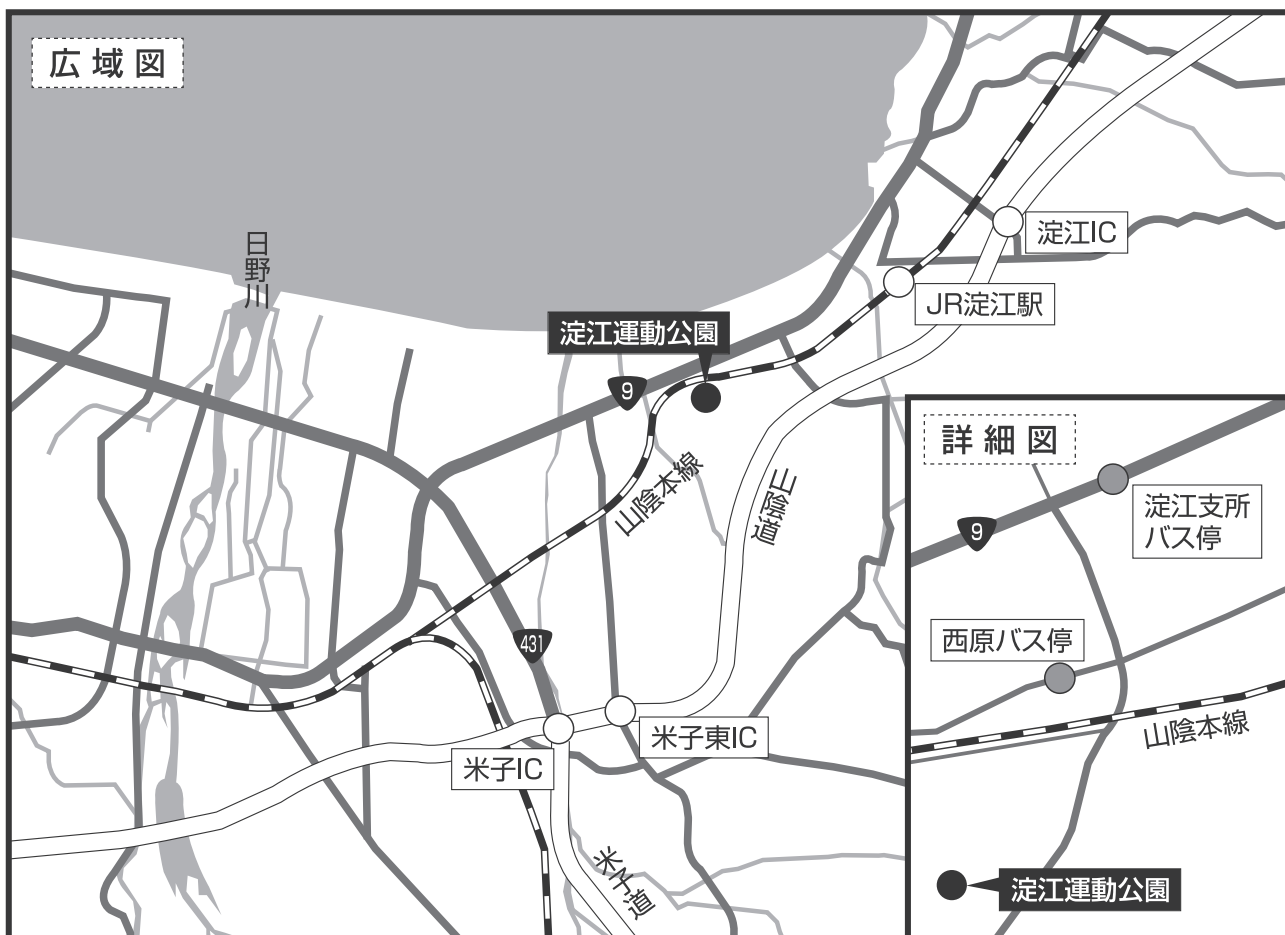 広域図
日野川
淀江IC
JR淀江駅
淀江運動公園
9
山陰本線
山陰道
431
米子東IC
米子IC
米子道
詳細図
淀江支所
バス停
9
西原バス停
山陰本線
淀江運動公園